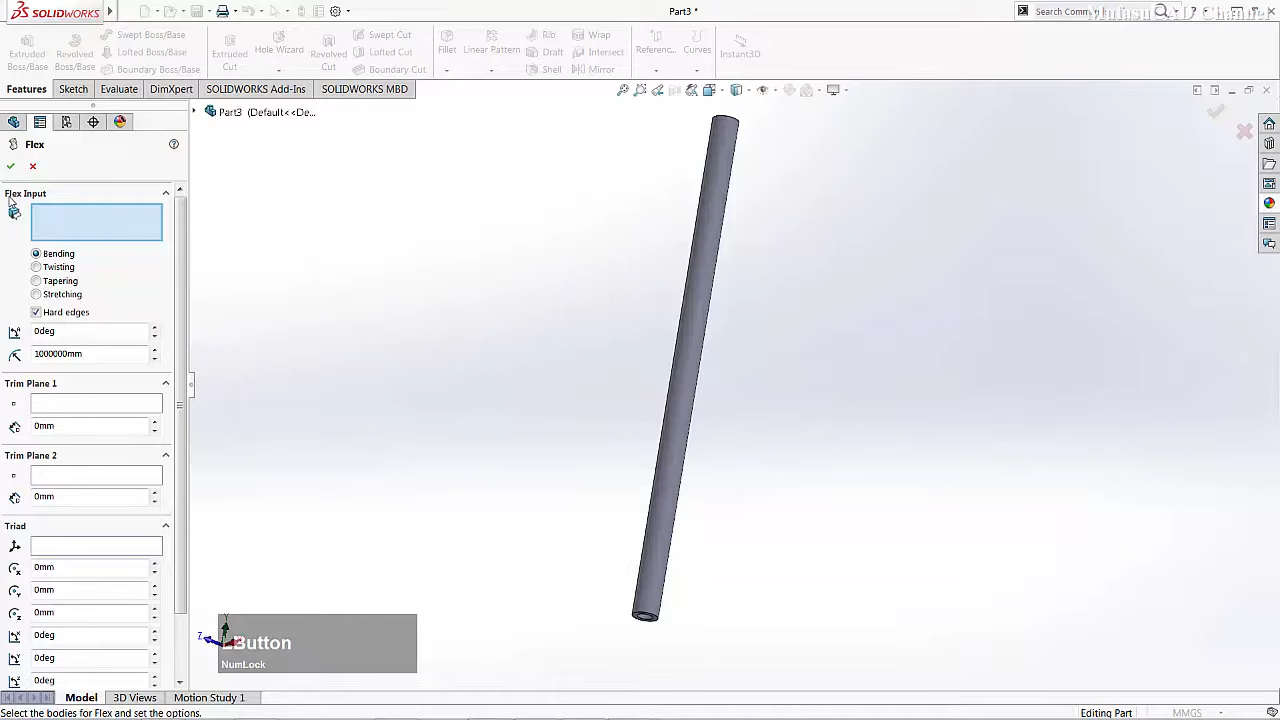 SOLIDWORKS
Part3 *
Search Comm
Mufasu CAD Channel
Extruded Boss/Base
Revolved Boss/Base
Swept Boss/Base
Lofted Boss/Base
Boundary Boss/Base
Extruded Cut
Hole Wizard
Revolved Cut
Swept Cut
Lofted Cut
Boundary Cut
Fillet
Linear Pattern
Rib
Draft
Shell
Wrap
Intersect
Mirror
Referenc...
Curves
Instant3D
Features
Sketch
Evaluate
DimXpert
SOLIDWORKS Add-Ins
SOLIDWORKS MBD
Part3 (Default<<De...
Flex
Flex Input
Bending
Twisting
Tapering
Stretching
Hard edges
0deg
1000000mm
Trim Plane 1
0mm
Trim Plane 2
0mm
Triad
0mm
0mm
0mm
0deg
0deg
0deg
Y
Z
Button
NumLock
Model
3D Views
Motion Study 1
Select the bodies for Flex and set the options.
Editing Part
MMGS